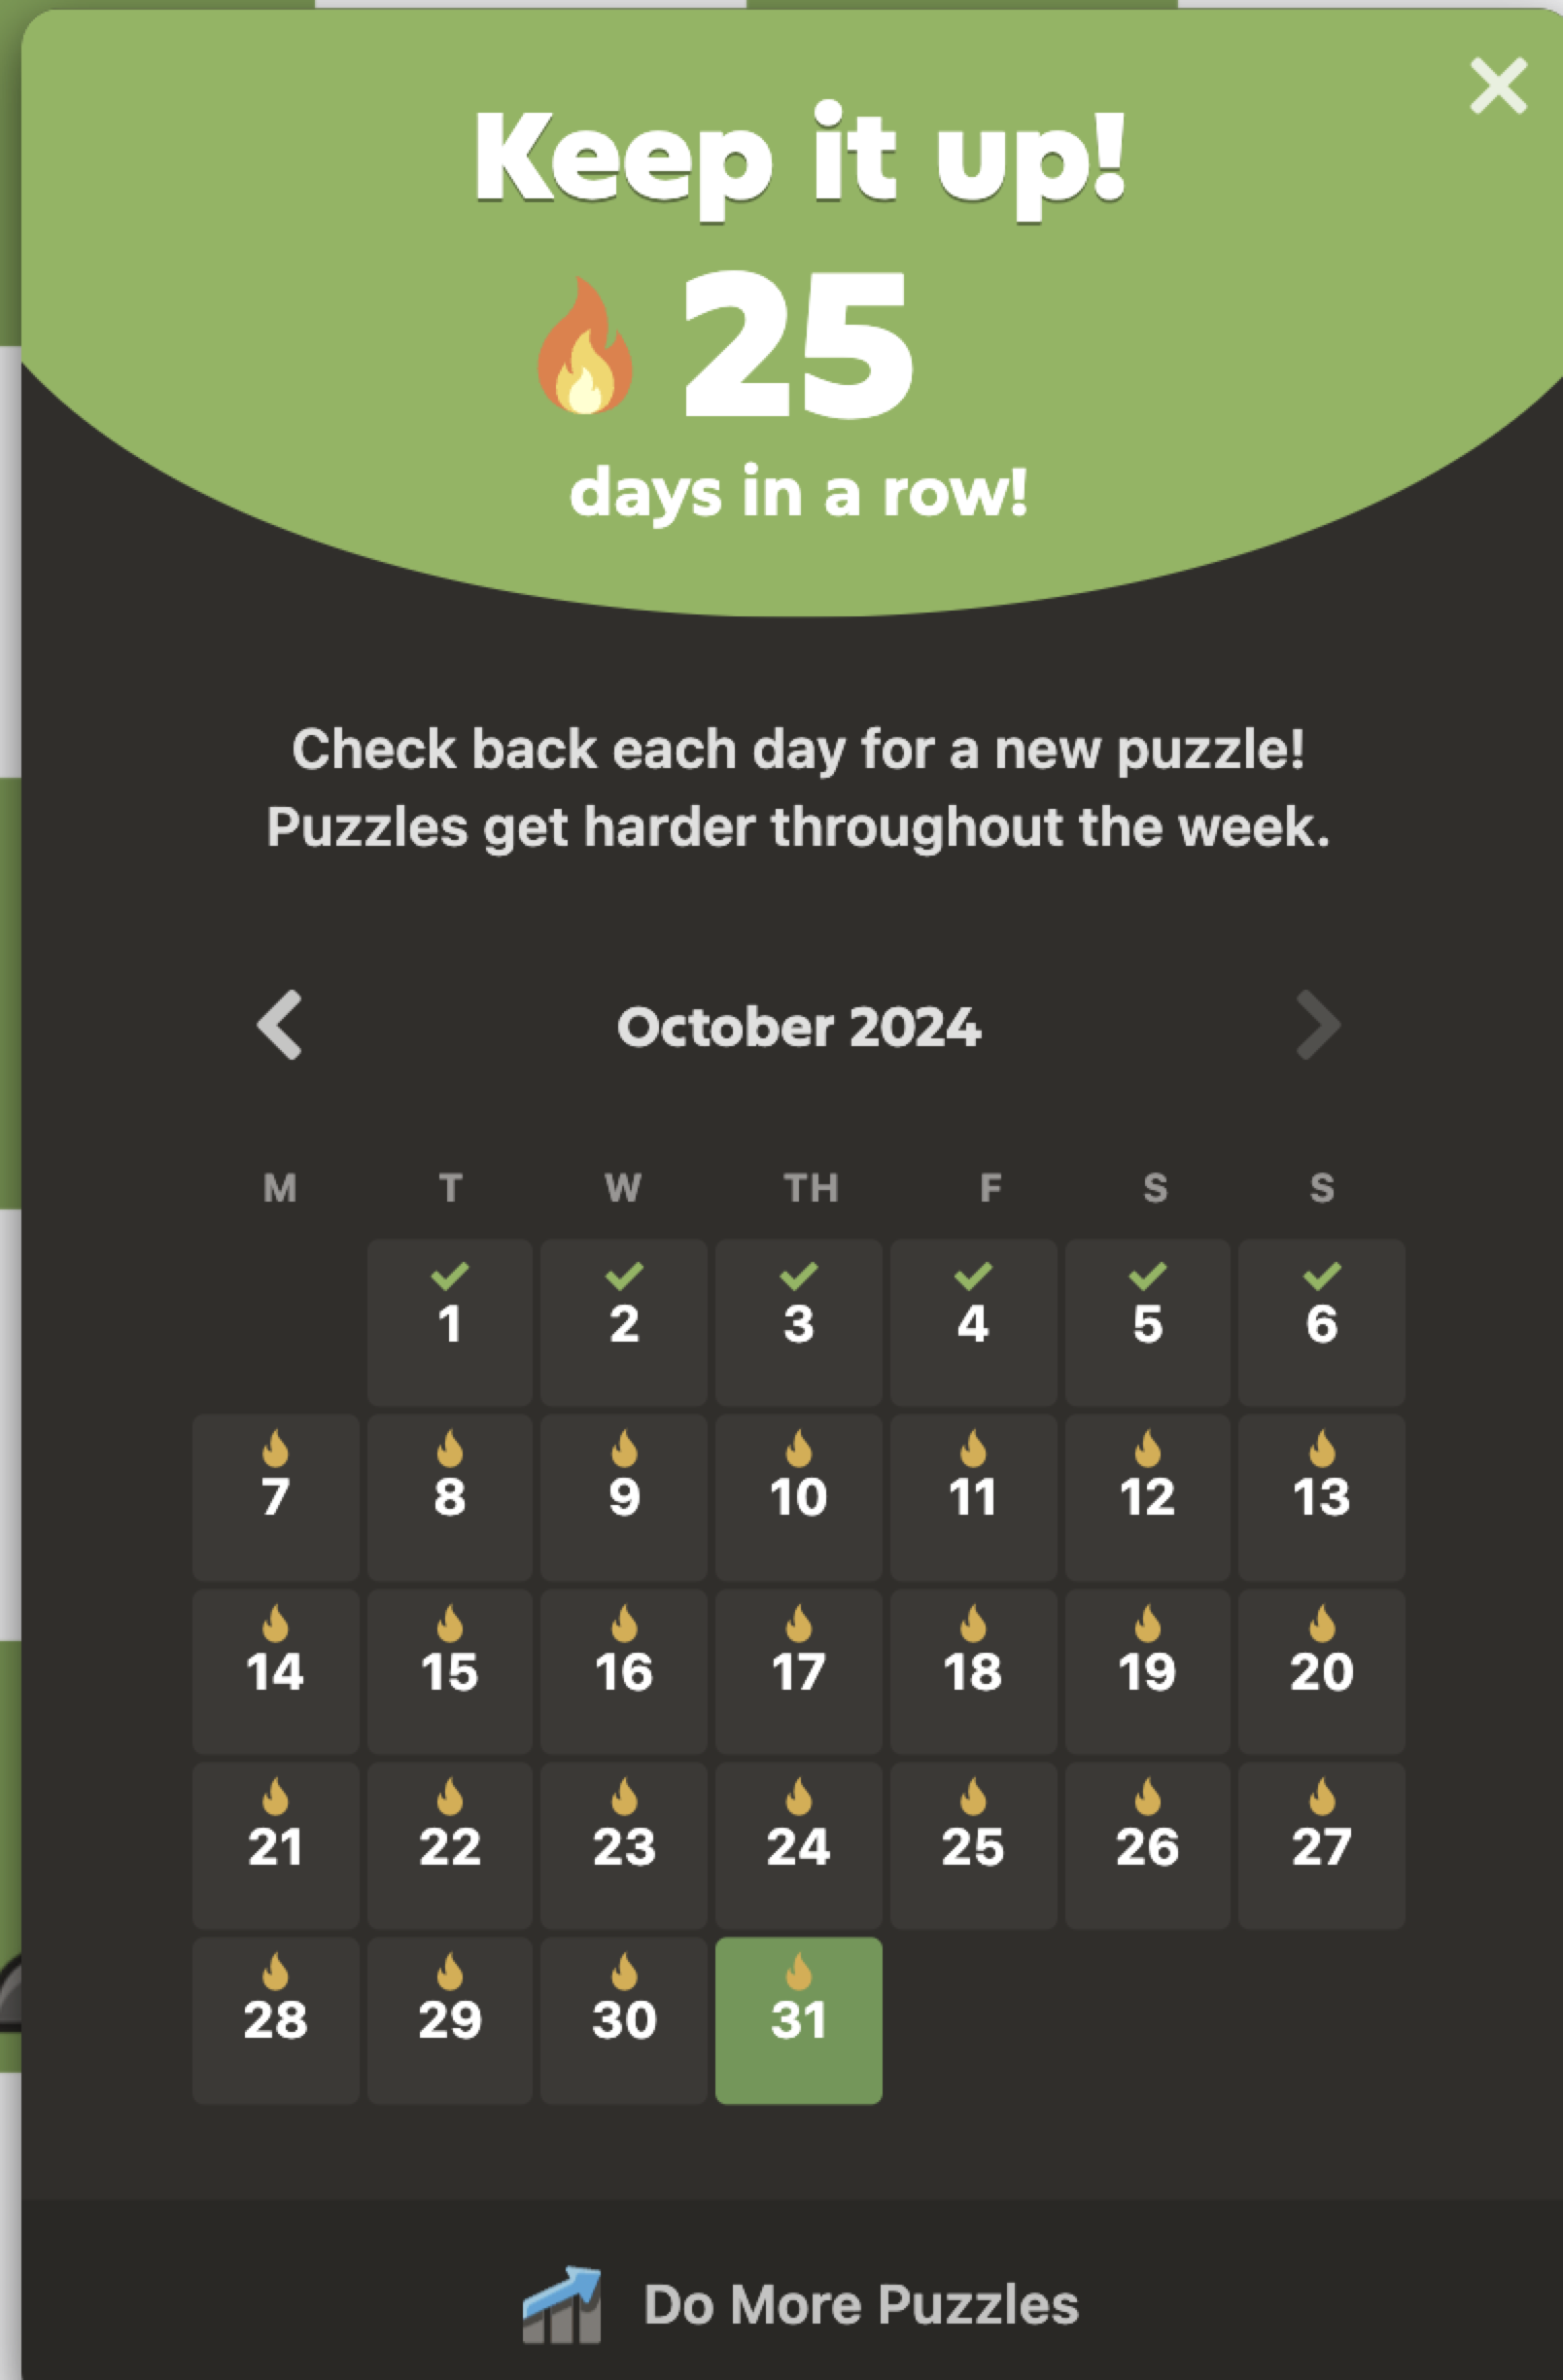 Keep it up!
25
days in a row!
Check back each day for a new puzzle!
Puzzles get harder throughout the week.
October 2024
M T W TH F S S
1 2 3 4 5 6
7 8 9 10 11 12 13
14 15 16 17 18 19 20
21 22 23 24 25 26 27
28 29 30 31
Do More Puzzles